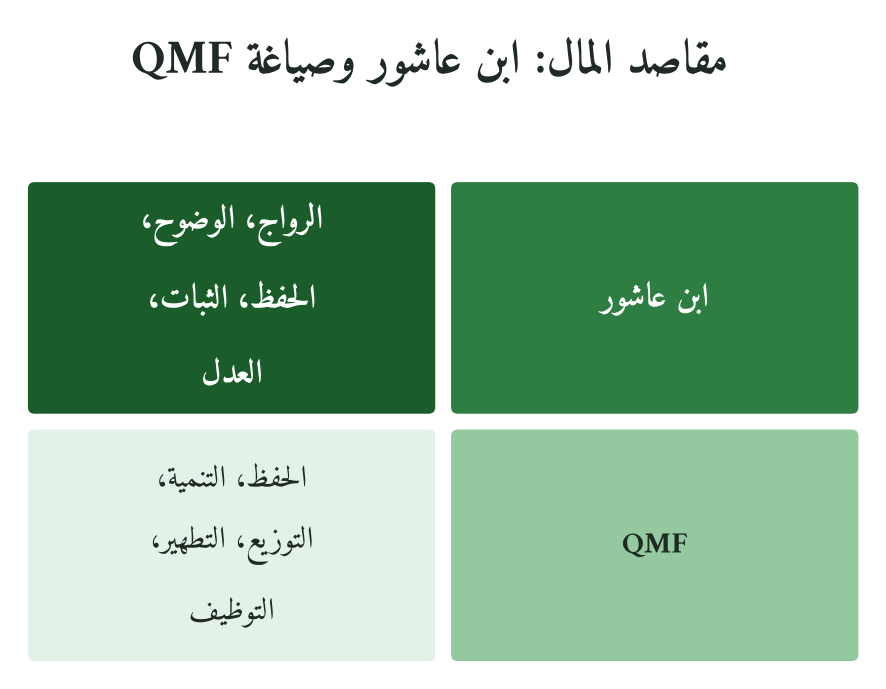 مقاصد المال: ابن عاشور وصياغة QMF
ابن عاشور
الرواج، الوضوح،
الحفظ، الثبات،
العدل
QMF
الحفظ، التنمية،
التوزيع، التطهير،
التوظيف